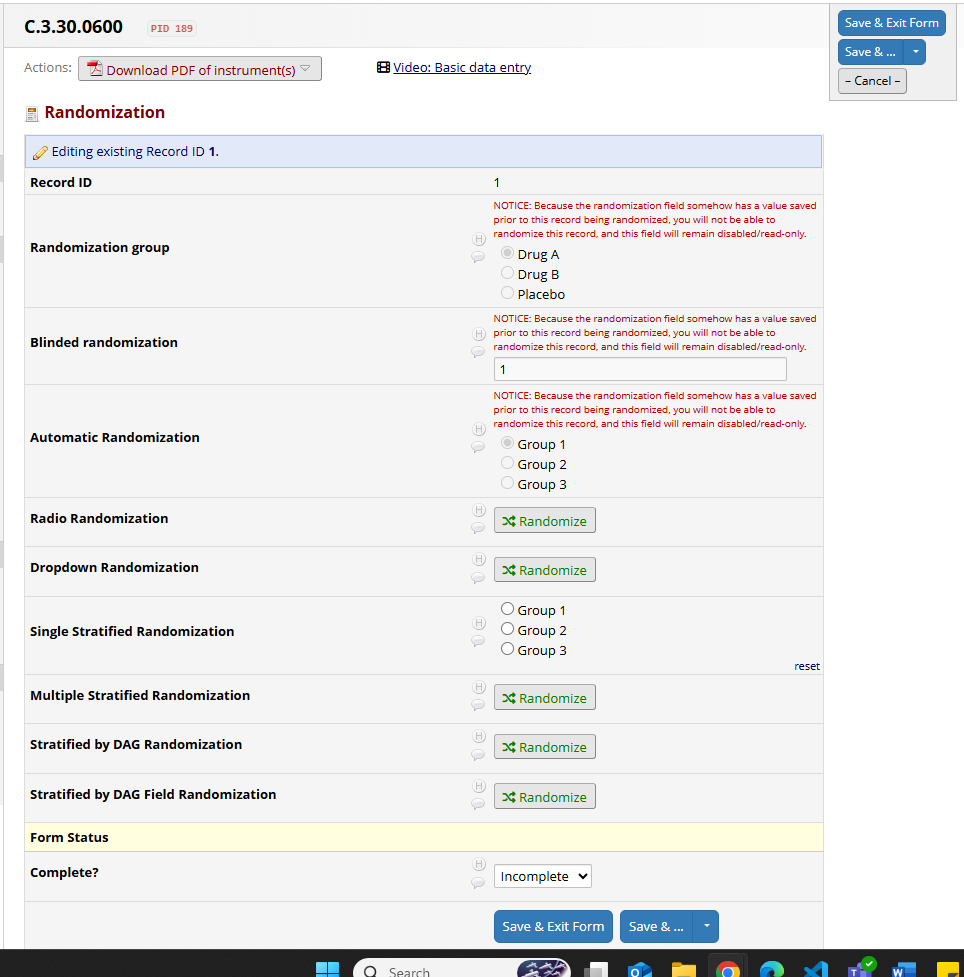 C.3.30.0600 PID 189
Save & Exit Form
Save & ...
– Cancel –
Actions: Download PDF of instrument(s) Video: Basic data entry
Randomization
Editing existing Record ID 1.
Record ID 1
NOTICE: Because the randomization field somehow has a value saved
prior to this record being randomized, you will not be able to
randomize this record, and this field will remain disabled/read-only.
Randomization group
H
Drug A
Drug B
Placebo
NOTICE: Because the randomization field somehow has a value saved
prior to this record being randomized, you will not be able to
randomize this record, and this field will remain disabled/read-only.
Blinded randomization
H
1
NOTICE: Because the randomization field somehow has a value saved
prior to this record being randomized, you will not be able to
randomize this record, and this field will remain disabled/read-only.
Automatic Randomization
H
Group 1
Group 2
Group 3
Radio Randomization H Randomize
Dropdown Randomization H Randomize
Single Stratified Randomization H
Group 1
Group 2
Group 3
reset
Multiple Stratified Randomization H Randomize
Stratified by DAG Randomization H Randomize
Stratified by DAG Field Randomization H Randomize
Form Status
Complete? H Incomplete
Save & Exit Form Save & ...
Search